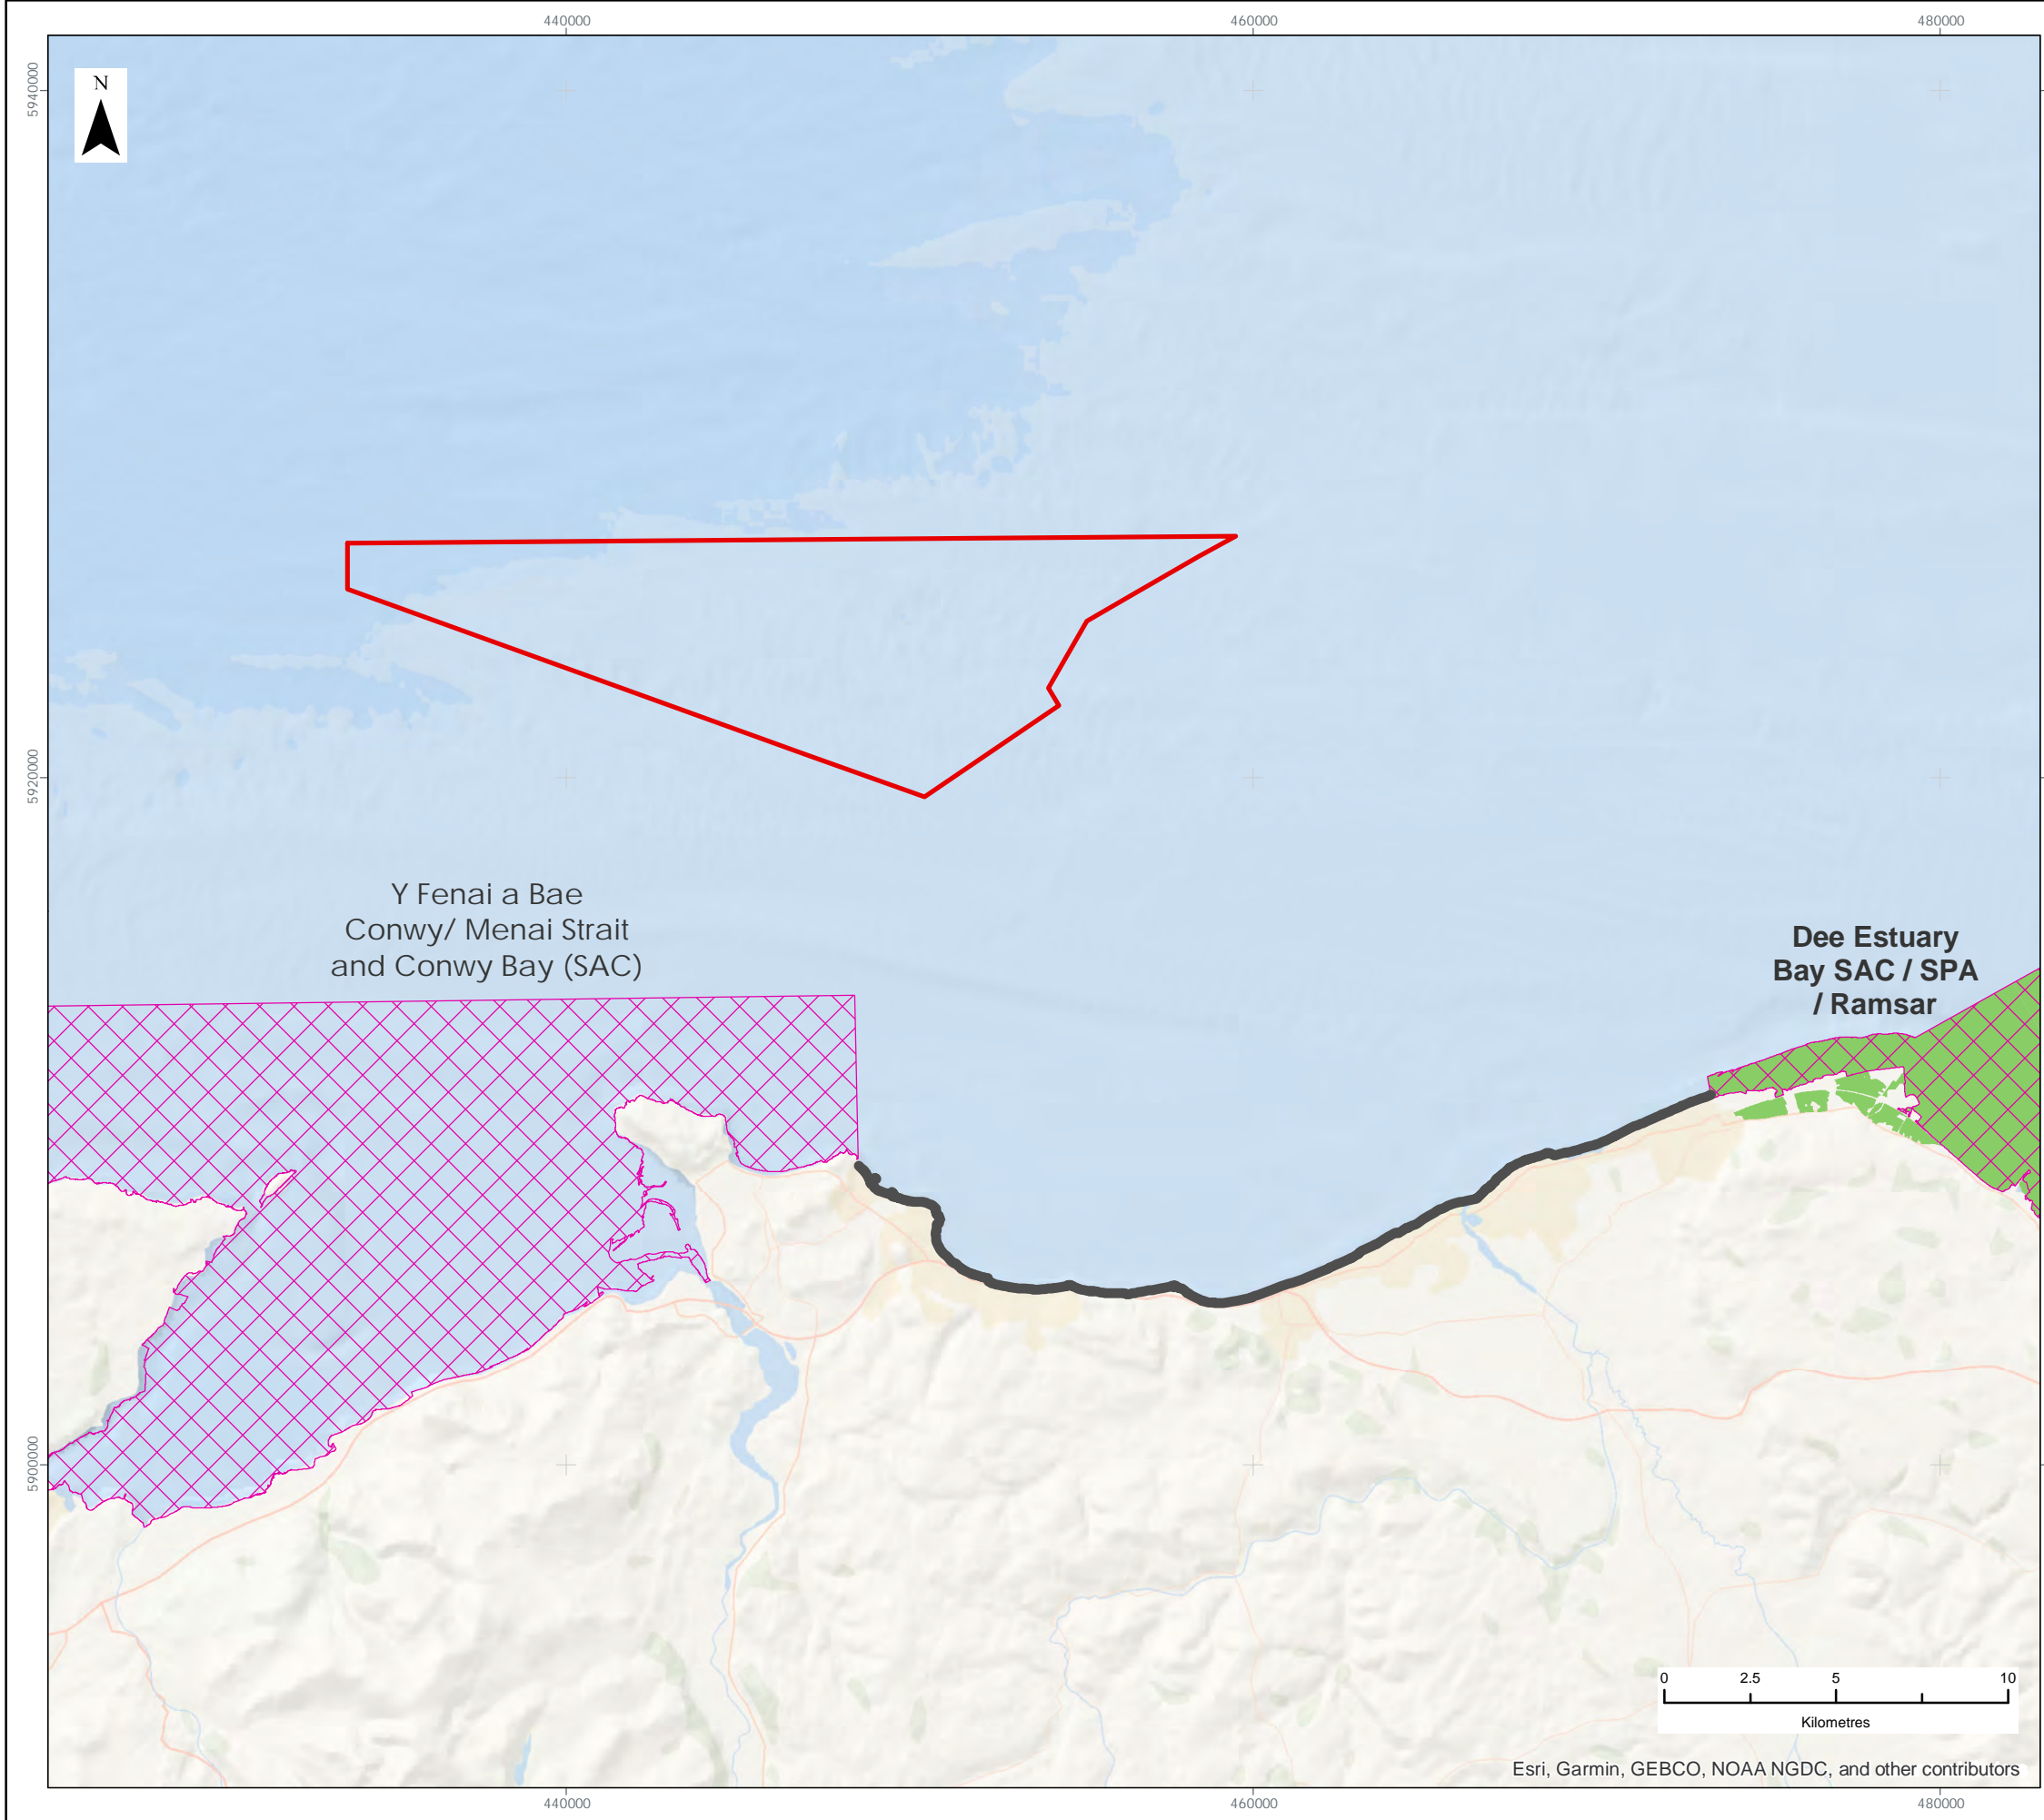 440000
460000
480000
5940000
N
5920000
Y Fenai a Bae
Conwy/ Menai Strait
and Conwy Bay (SAC)
Dee Estuary
Bay SAC / SPA
/ Ramsar
5900000
0 2.5 5 10
Kilometres
Esri, Garmin, GEBCO, NOAA NGDC, and other contributors
440000
460000
480000